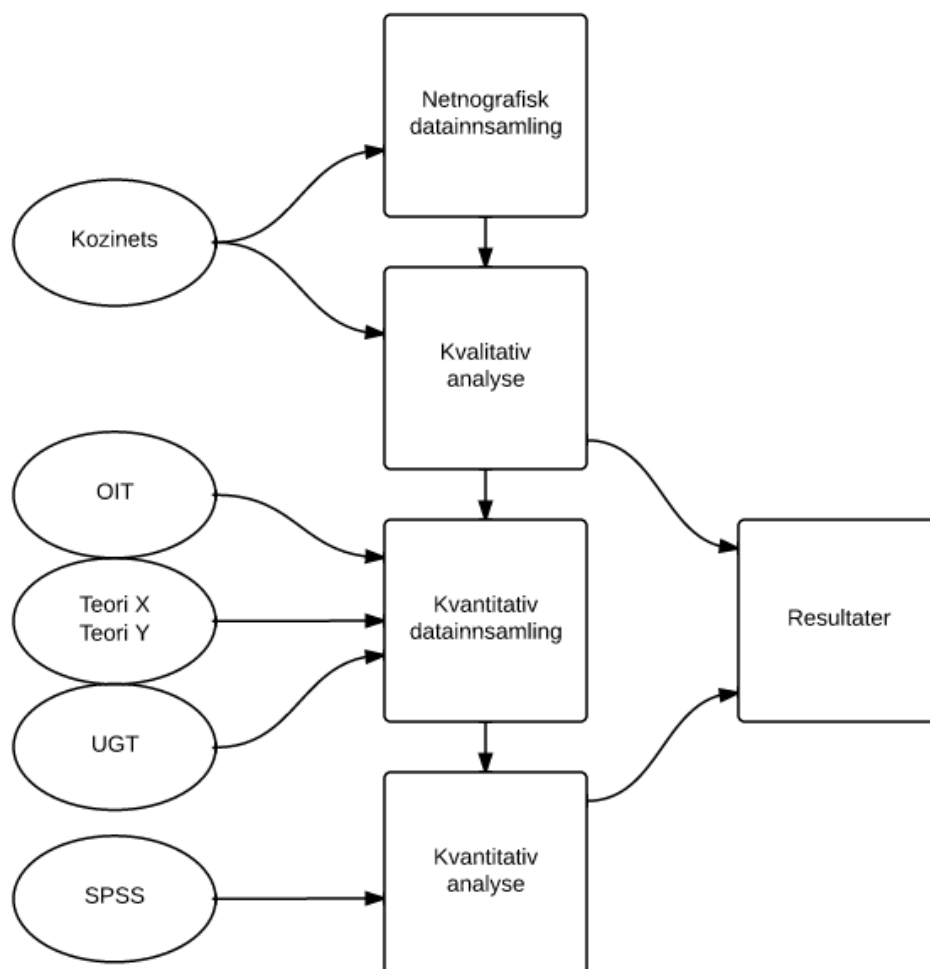 Netnografisk
datainnsamling
Kozinets
Kvalitativ
analyse
OIT
Teori X
Teori Y
Kvantitativ
datainnsamling
Resultater
UGT
Kvantitativ
analyse
SPSS